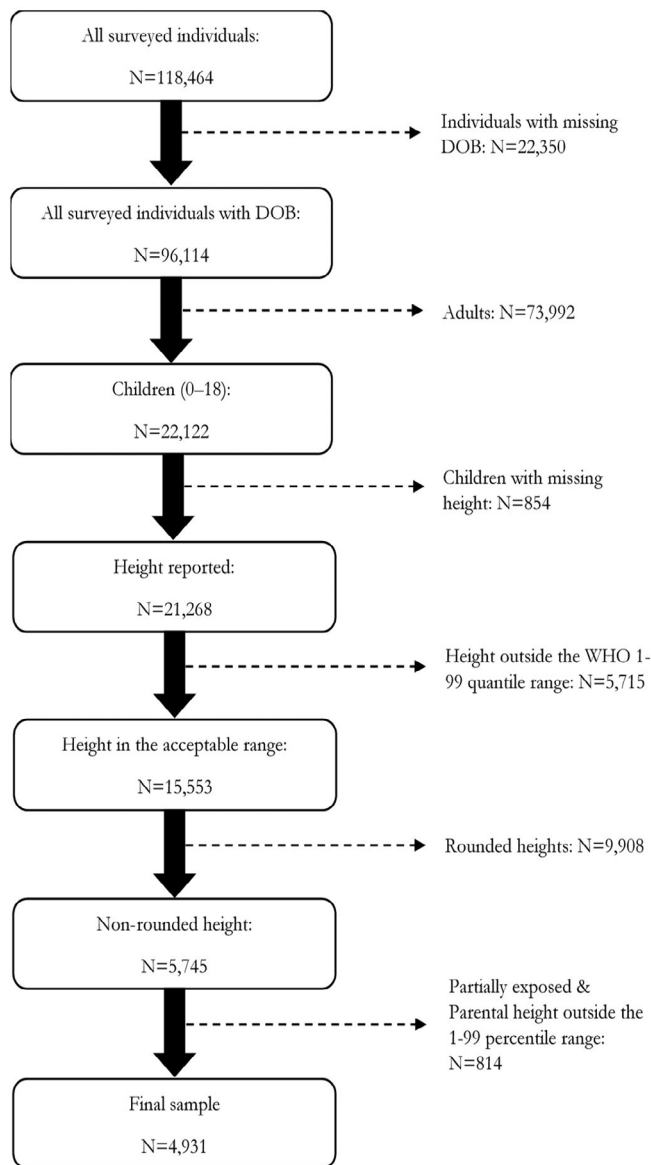 All surveyed individuals:
N=118,464
Individuals with missing
DOB: N=22,350
All surveyed individuals with DOB:
N=96,114
Adults: N=73,992
Children (0–18):
N=22,122
Children with missing
height: N=854
Height reported:
N=21,268
Height outside the WHO 1-
99 quantile range: N=5,715
Height in the acceptable range:
N=15,553
Rounded heights: N=9,908
Non-rounded height:
N=5,745
Partially exposed &
Parental height outside the
1-99 percentile range:
N=814
Final sample
N=4,931